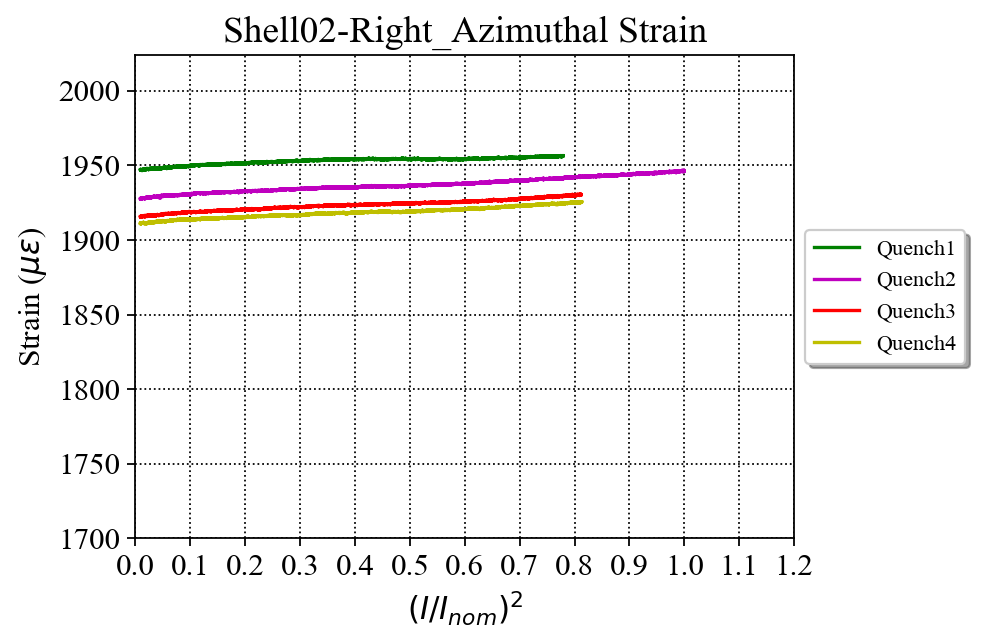 Shell02-Right_Azimuthal Strain
Strain (με)
2000
1950
1900
1850
1800
1750
1700
0.0 0.1 0.2 0.3 0.4 0.5 0.6 0.7 0.8 0.9 1.0 1.1 1.2
(I/I_nom)²
Quench1
Quench2
Quench3
Quench4